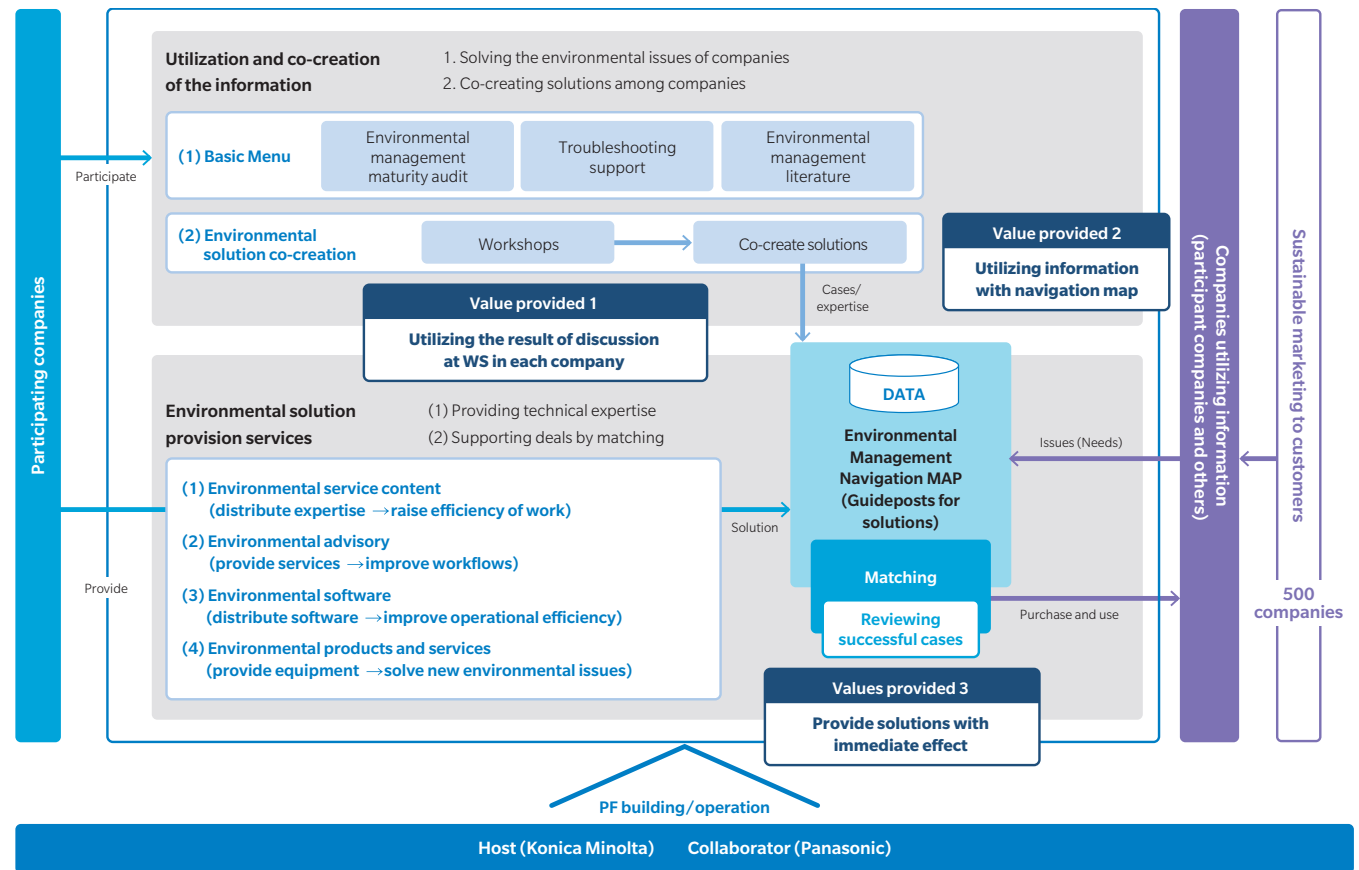 Participating companies
Participate
Provide
Utilization and co-creation
of the information
1. Solving the environmental issues of companies
2. Co-creating solutions among companies
(1) Basic Menu
Environmental
management
maturity audit
Troubleshooting
support
Environmental
management
literature
(2) Environmental
solution co-creation
Workshops
Co-create solutions
Cases/
expertise
Value provided 1
Utilizing the result of discussion
at WS in each company
Value provided 2
Utilizing information
with navigation map
Environmental solution
provision services
(1) Providing technical expertise
(2) Supporting deals by matching
(1) Environmental service content
(distribute expertise →raise efficiency of work)
(2) Environmental advisory
(provide services →improve workflows)
(3) Environmental software
(distribute software →improve operational efficiency)
(4) Environmental products and services
(provide equipment →solve new environmental issues)
Solution
DATA
Environmental
Management
Navigation MAP
(Guideposts for
solutions)
Matching
Reviewing
successful cases
Issues (Needs)
Purchase and use
Values provided 3
Provide solutions with
immediate effect
Companies utilizing information
(participant companies and others)
Sustainable marketing to customers
500
companies
PF building/operation
Host (Konica Minolta) Collaborator (Panasonic)